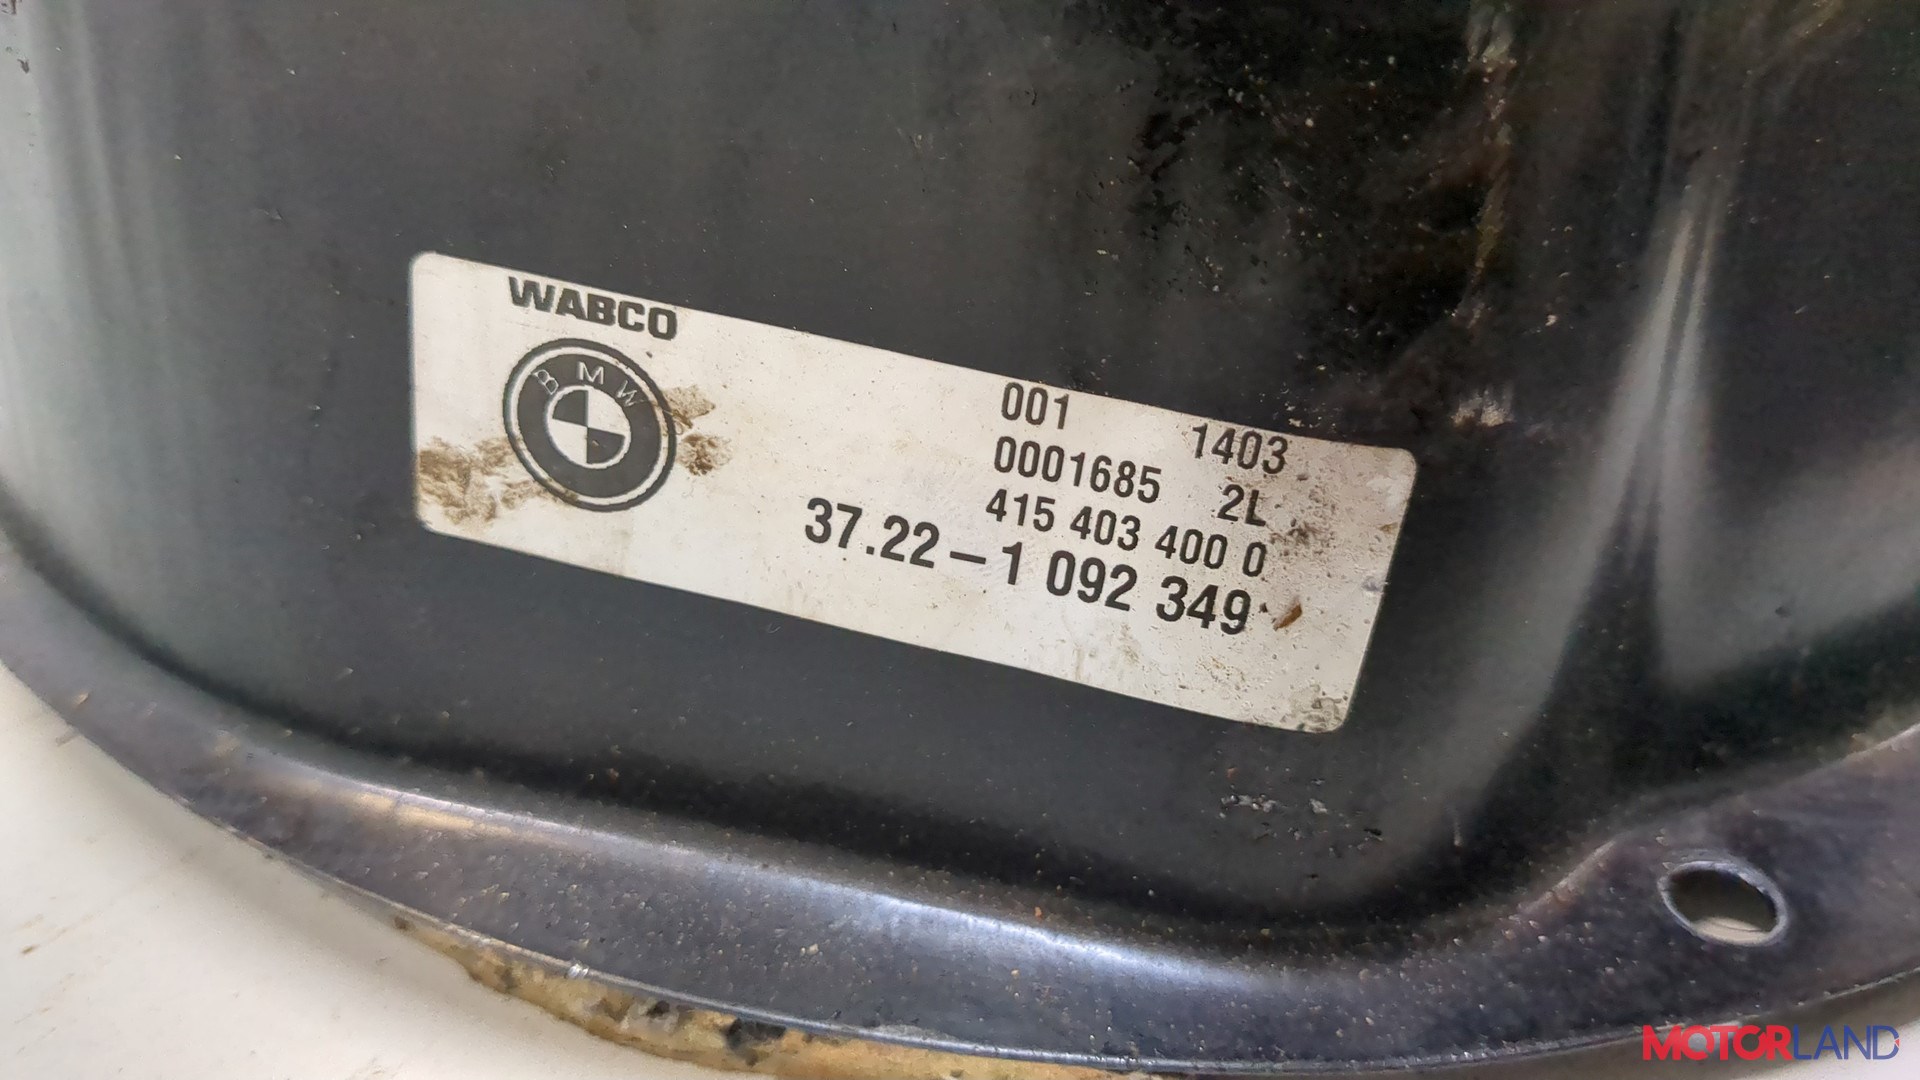 WABCO
BMW
001 1403
0001685 2L
415 403 400 0
37.22-1 092 349
MOTORLAND